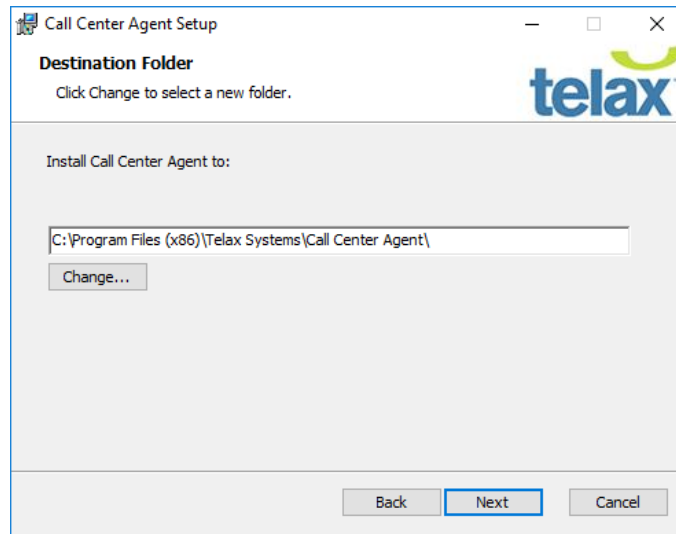 Call Center Agent Setup
Destination Folder
Click Change to select a new folder.
telax
Install Call Center Agent to:
C:\Program Files (x86)\Telax Systems\Call Center Agent\
Change...
Back Next Cancel